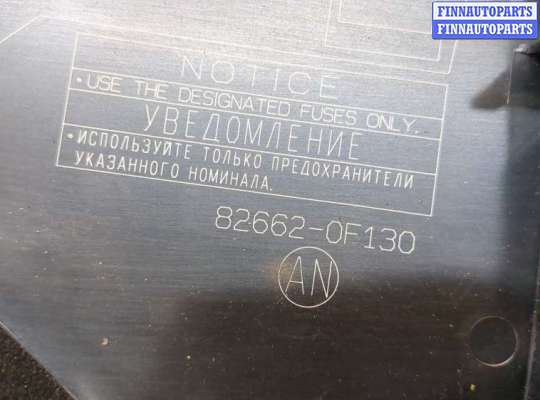 FINNAUTOPARTS
FINNAUTOPARTS
NOTICE
• USE THE DESIGNATED FUSES ONLY.
УВЕДОМЛЕНИЕ
• ИСПОЛЬЗУЙТЕ ТОЛЬКО ПРЕДОХРАНИТЕЛИ
УКАЗАННОГО НОМИНАЛА.
82662-0F130
AN